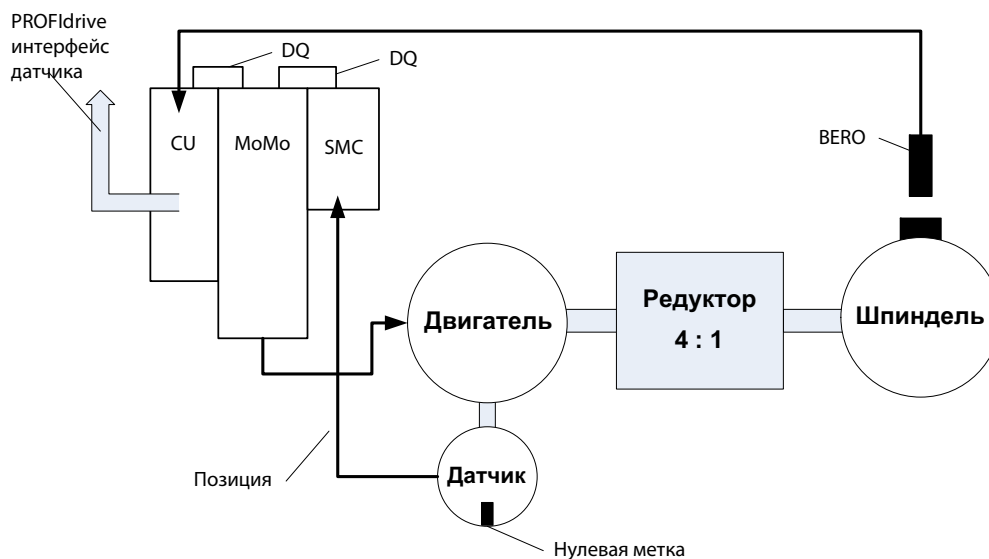 PROFIdrive
интерфейс
датчика
DQ
DQ
CU
MoMo
SMC
BERO
Двигатель
Редуктор
4 : 1
Шпиндель
Датчик
Позиция
Нулевая метка